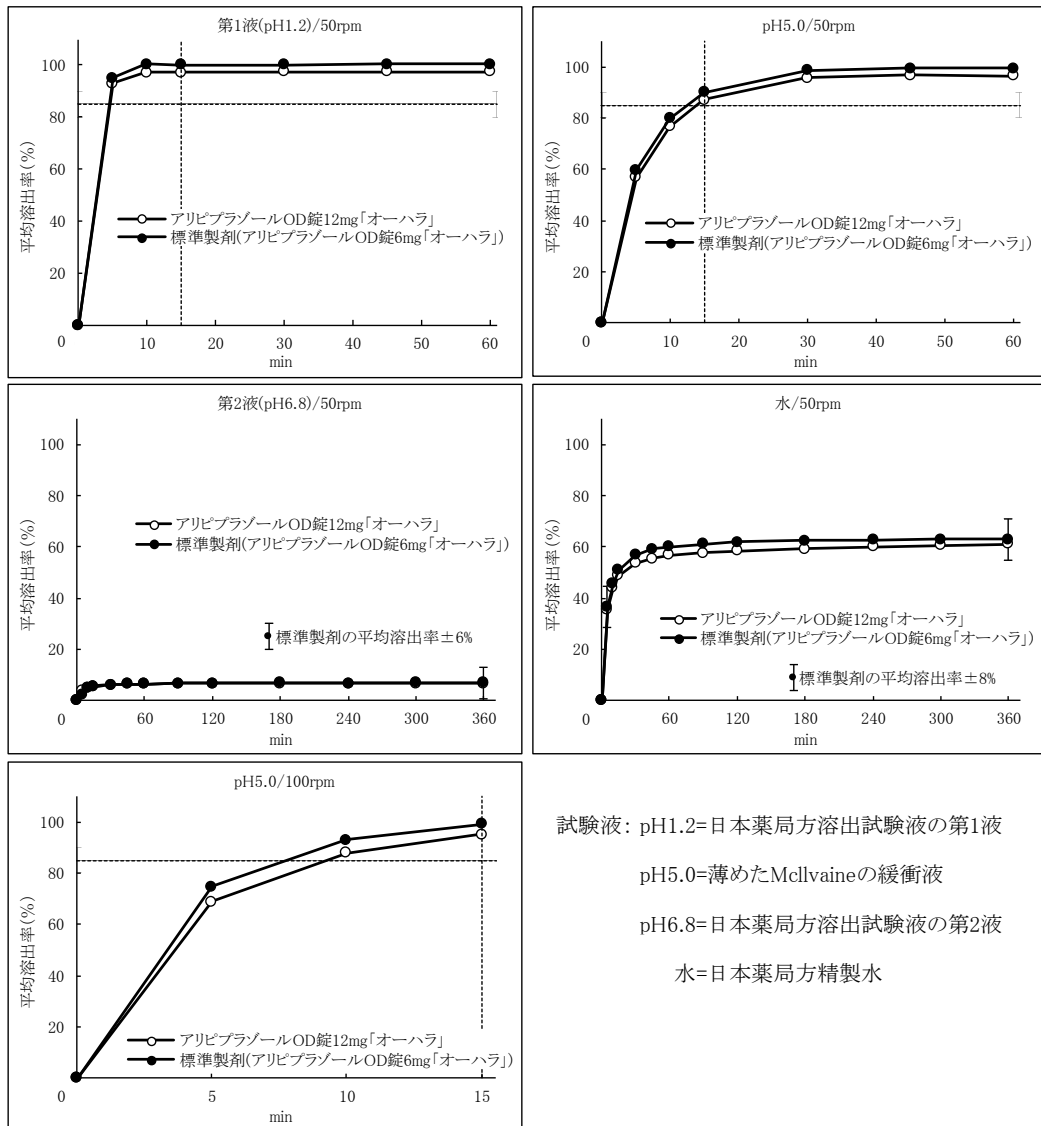 第1液(pH1.2)/50rpm
平均溶出率(%)
100
80
60
40
20
0
10
20
30
40
50
60
min
アリピプラゾールOD錠12mg「オーハラ」
標準製剤(アリピプラゾールOD錠6mg「オーハラ」)
pH5.0/50rpm
平均溶出率(%)
100
80
60
40
20
0
10
20
30
40
50
60
min
アリピプラゾールOD錠12mg「オーハラ」
標準製剤(アリピプラゾールOD錠6mg「オーハラ」)
第2液(pH6.8)/50rpm
平均溶出率(%)
100
80
60
40
20
0
60
120
180
240
300
360
min
アリピプラゾールOD錠12mg「オーハラ」
標準製剤(アリピプラゾールOD錠6mg「オーハラ」)
標準製剤の平均溶出率±6%
水/50rpm
平均溶出率(%)
100
80
60
40
20
0
60
120
180
240
300
360
min
アリピプラゾールOD錠12mg「オーハラ」
標準製剤(アリピプラゾールOD錠6mg「オーハラ」)
標準製剤の平均溶出率±8%
pH5.0/100rpm
平均溶出率(%)
100
80
60
40
20
0
5
10
15
min
アリピプラゾールOD錠12mg「オーハラ」
標準製剤(アリピプラゾールOD錠6mg「オーハラ」)
試験液: pH1.2=日本薬局方溶出試験液の第1液
pH5.0=薄めたMcIlvaineの緩衝液
pH6.8=日本薬局方溶出試験液の第2液
水=日本薬局方精製水